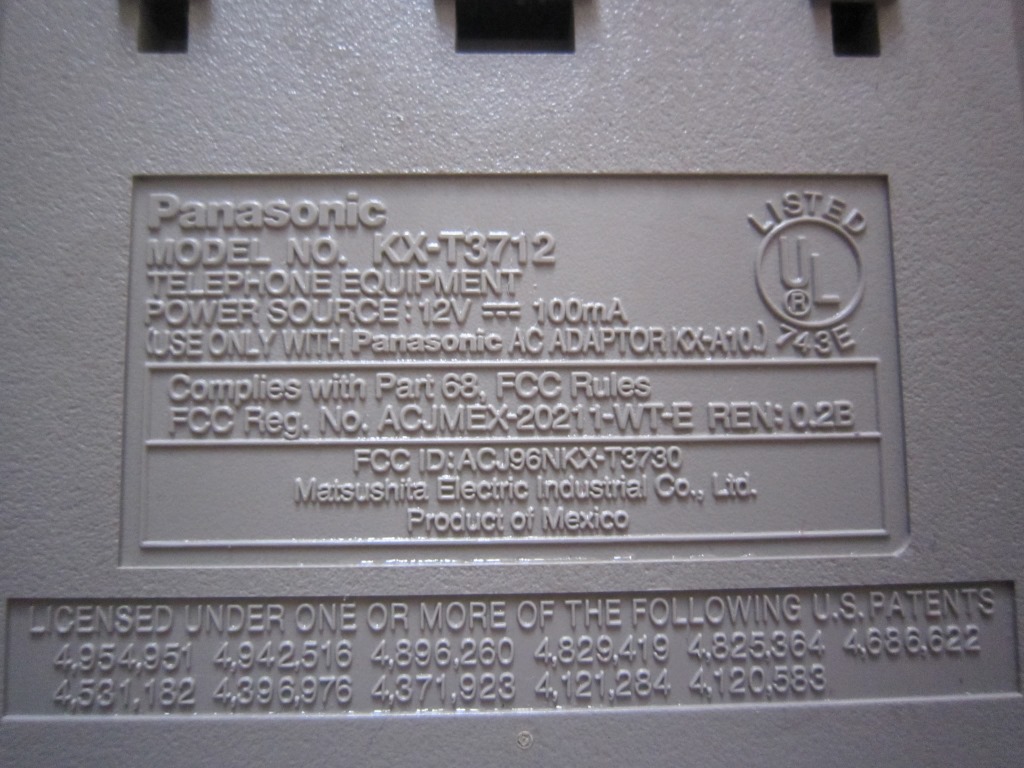 Panasonic
MODEL NO. KX-T3712
TELEPHONE EQUIPMENT
POWER SOURCE: 12V ⎓ 100mA
(USE ONLY WITH Panasonic AC ADAPTOR KX-A10.)
LISTED
UL
®
743E
Complies with Part 68, FCC Rules
FCC Reg. No. ACJMEX-20211-WT-E REN: 0.2B
FCC ID: ACJ96NKX-T3730
Matsushita Electric Industrial Co., Ltd.
Product of Mexico
LICENSED UNDER ONE OR MORE OF THE FOLLOWING U.S. PATENTS
4,954,951 4,942,516 4,896,260 4,829,419 4,825,364 4,686,622
4,531,182 4,396,976 4,371,923 4,121,284 4,120,583